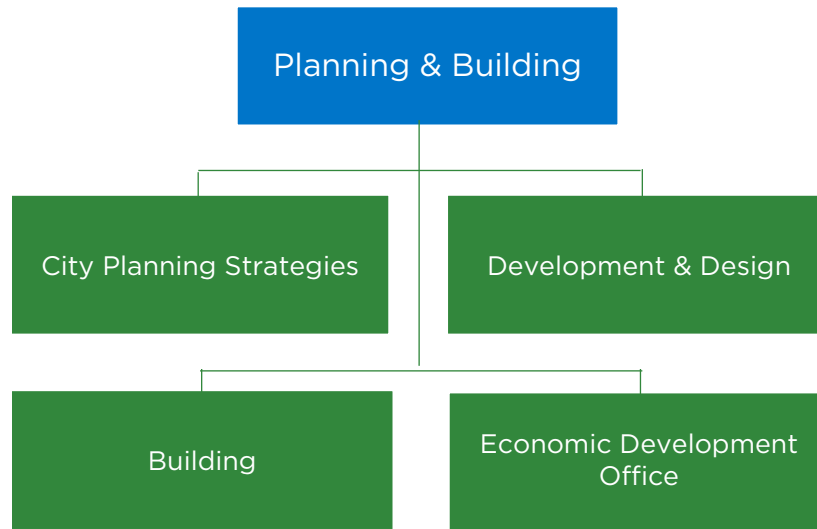 Planning & Building
City Planning Strategies
Development & Design
Building
Economic Development
Office